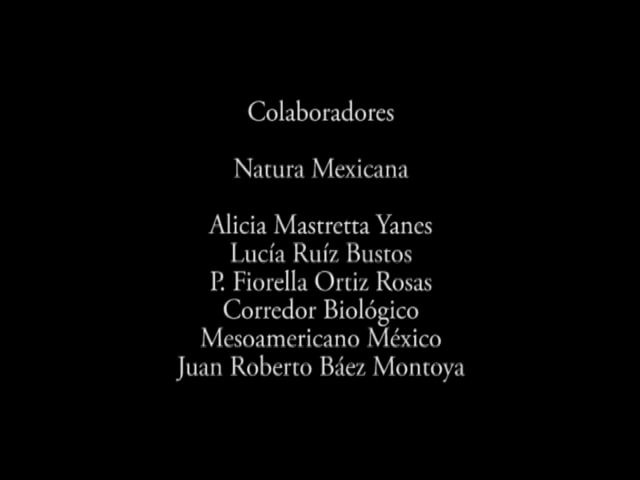 Colaboradores
Natura Mexicana
Alicia Mastretta Yanes
Lucía Ruíz Bustos
P. Fiorella Ortiz Rosas
Corredor Biológico
Mesoamericano México
Juan Roberto Báez Montoya